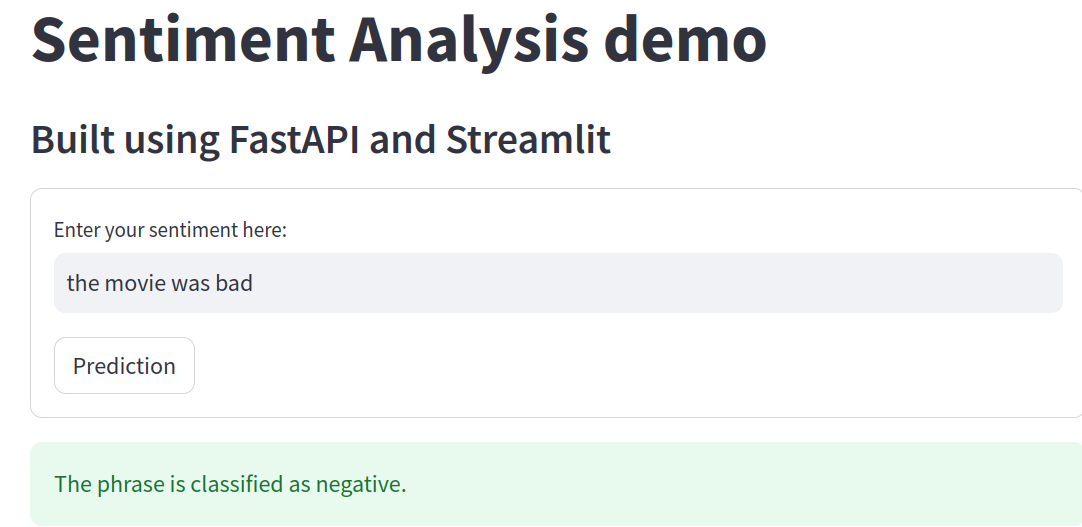 Sentiment Analysis demo
Built using FastAPI and Streamlit
Enter your sentiment here:
the movie was bad
Prediction
The phrase is classified as negative.